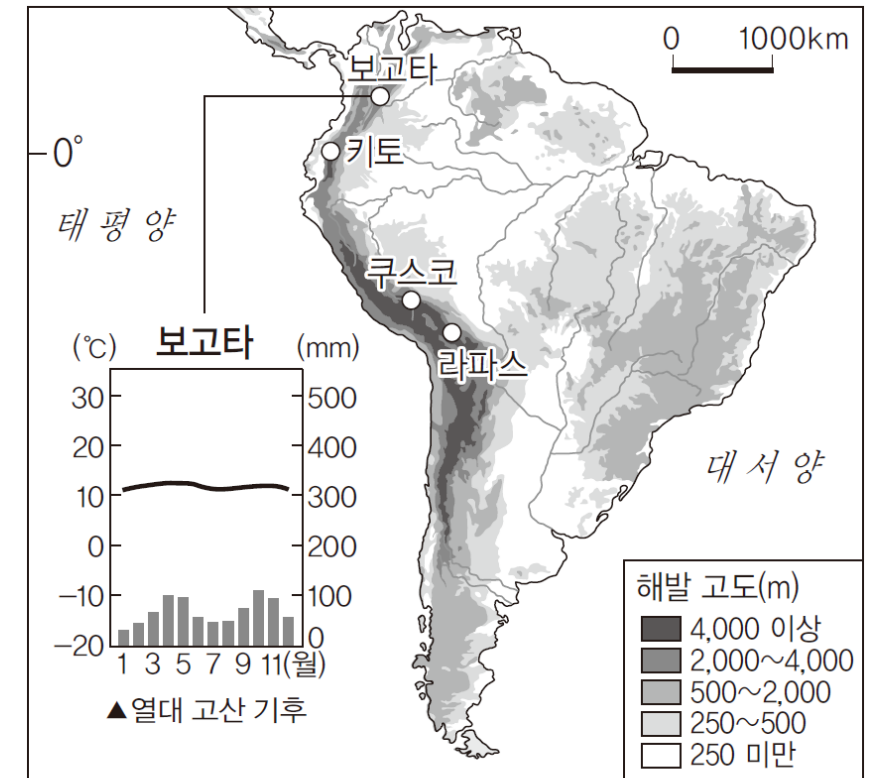 0 1000km
보고타
0°
키토
태평양
쿠스코
라파스
대서양
(℃) 보고타 (mm)
30 500
20 400
10 300
0 200
-10 100
-20 0
1 3 5 7 9 11(월)
▲열대 고산 기후
해발 고도(m)
4,000 이상
2,000~4,000
500~2,000
250~500
250 미만